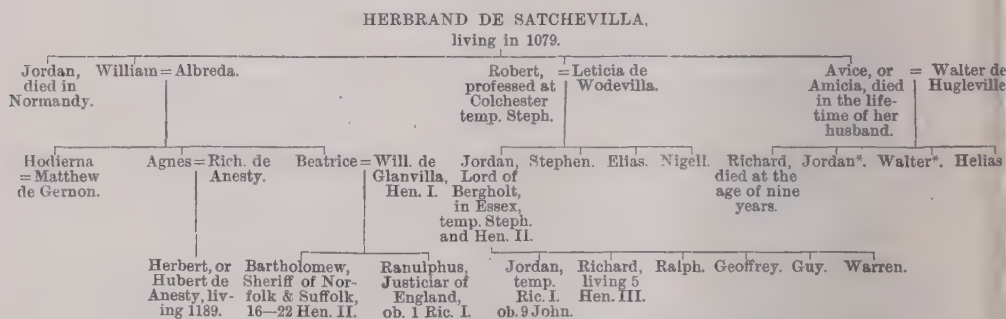 HERBRAND DE SATCHEVILLA,
living in 1079.
Jordan,
died in
Normandy.
William = Albreda.
Robert,
professed at
Colchester
temp. Steph.
= Leticia de
Wodevilla.
Avice, or
Amicia, died
in the life-
time of her
husband.
= Walter de
Hugleville
Hodierna
= Matthew
de Gernon.
Agnes = Rich. de
Anesty.
Beatrice = Will. de
Glanvilla,
Hen. I.
Jordan,
Lord of
Bergholt,
in Essex,
temp. Steph.
and Hen. II.
Stephen.
Elias.
Nigell.
Richard,
died at the
age of nine
years.
Jordan*.
Walter*.
Helias
Herbert, or
Hubert de
Anesty, liv-
ing 1189.
Bartholomew,
Sheriff of Nor-
folk & Suffolk,
16—22 Hen. II.
Ranulphus,
Justiciar of
England,
ob. 1 Ric. I.
Jordan,
temp.
Ric. I.
ob. 9 John.
Richard,
living 5
Hen. III.
Ralph.
Geoffrey.
Guy.
Warren.